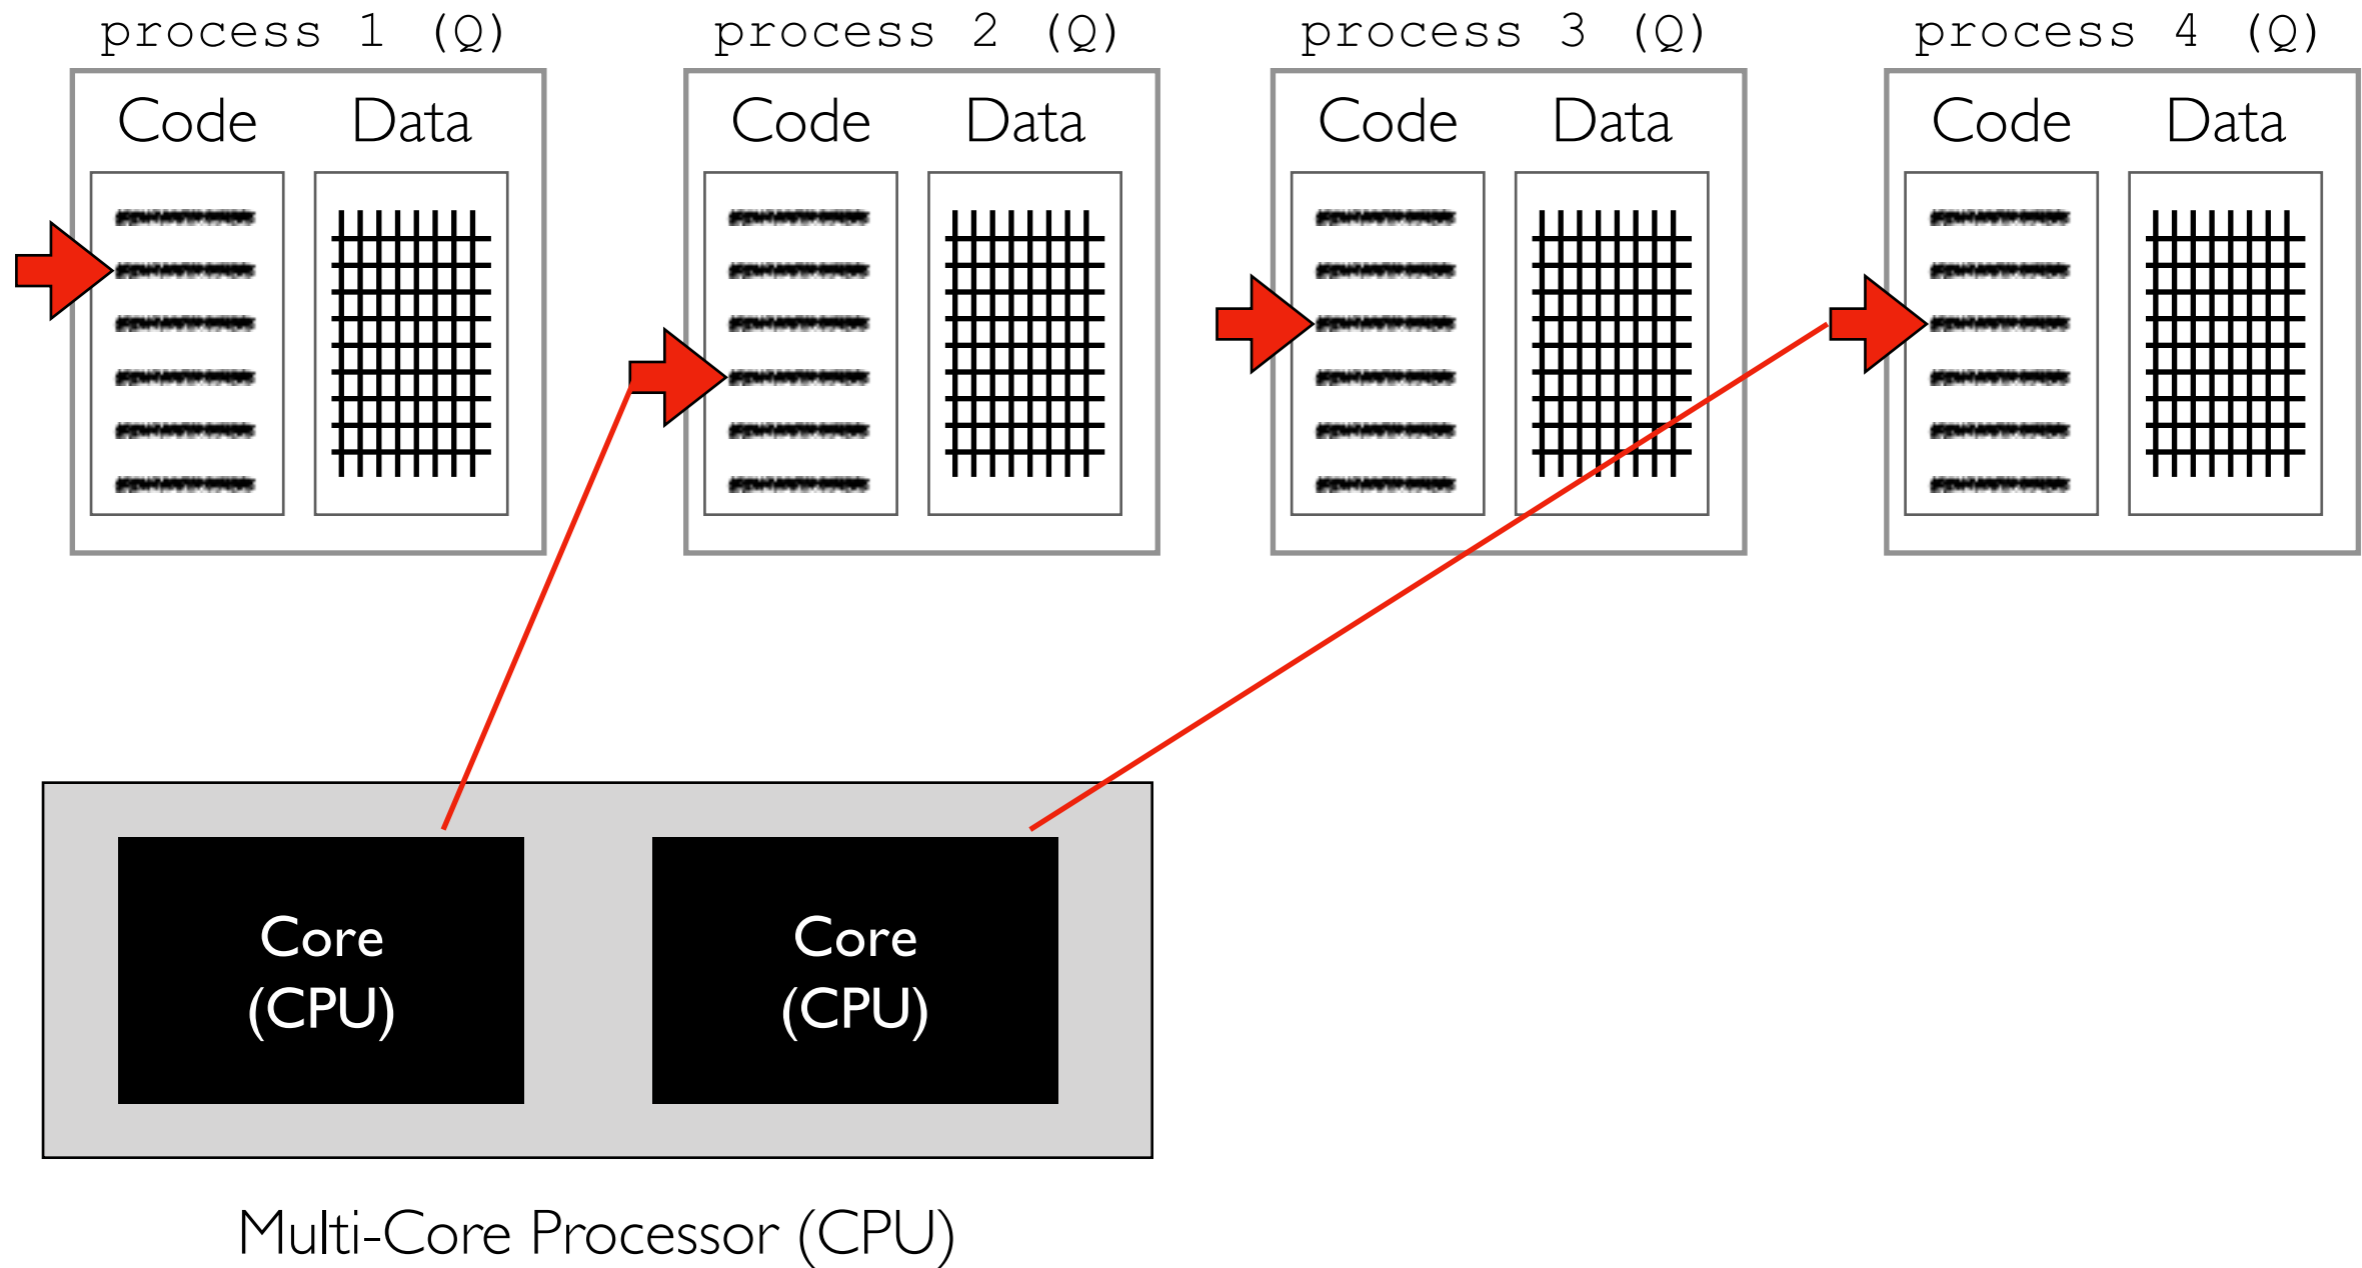 process 1 (Q)
process 2 (Q)
process 3 (Q)
process 4 (Q)
Code Data
Code Data
Code Data
Code Data
Core
(CPU)
Core
(CPU)
Multi-Core Processor (CPU)